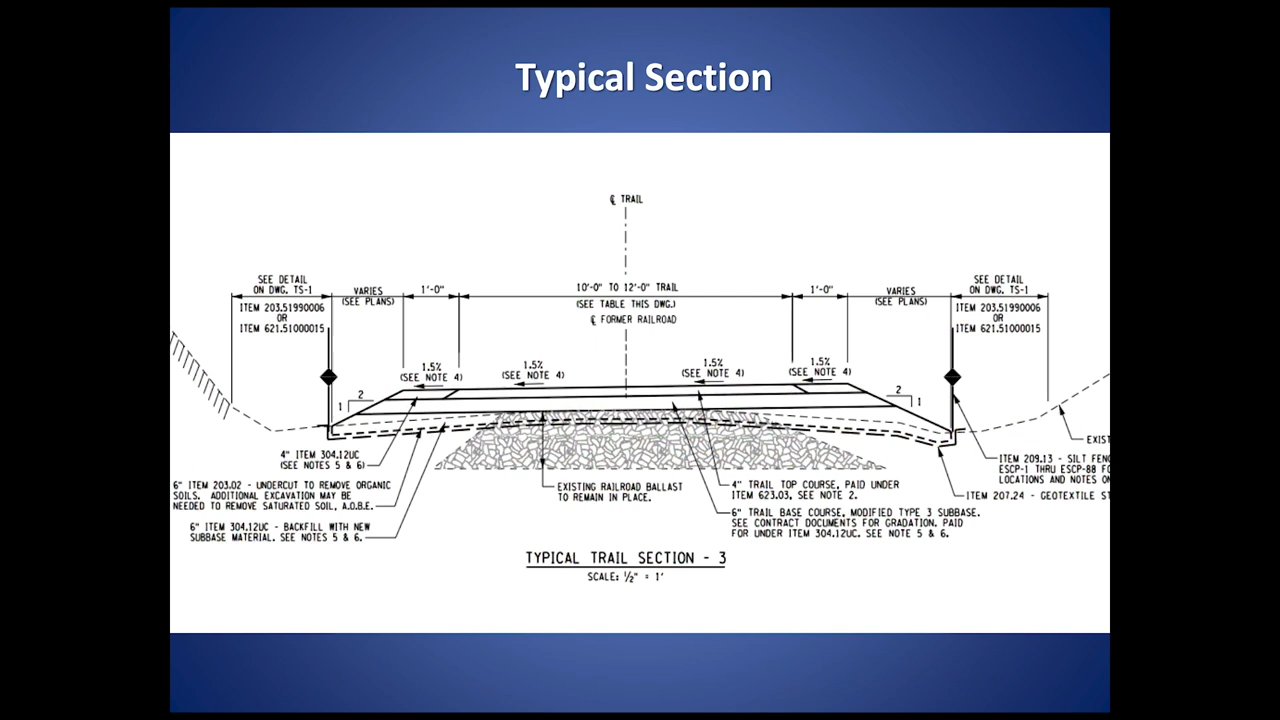 Typical Section
℄ TRAIL
SEE DETAIL
ON DWG. TS-1
VARIES
(SEE PLANS)
1'-0"
10'-0" TO 12'-0" TRAIL
(SEE TABLE THIS DWG.)
℄ FORMER RAILROAD
1'-0"
VARIES
(SEE PLANS)
SEE DETAIL
ON DWG. TS-1
ITEM 203.51990006
OR
ITEM 621.51000015
ITEM 203.51990006
OR
ITEM 621.51000015
1.5%
(SEE NOTE 4)
1.5%
(SEE NOTE 4)
1.5%
(SEE NOTE 4)
1.5%
(SEE NOTE 4)
2
1
2
1
4" ITEM 304.12UC
(SEE NOTES 5 & 6)
6" ITEM 203.02 - UNDERCUT TO REMOVE ORGANIC
SOILS. ADDITIONAL EXCAVATION MAY BE
NEEDED TO REMOVE SATURATED SOIL, A.O.B.E.
6" ITEM 304.12UC - BACKFILL WITH NEW
SUBBASE MATERIAL. SEE NOTES 5 & 6.
EXISTING RAILROAD BALLAST
TO REMAIN IN PLACE.
4" TRAIL TOP COURSE, PAID UNDER
ITEM 623.03, SEE NOTE 2.
6" TRAIL BASE COURSE, MODIFIED TYPE 3 SUBBASE.
SEE CONTRACT DOCUMENTS FOR GRADATION. PAID
FOR UNDER ITEM 304.12UC. SEE NOTE 5 & 6.
EXIST
ITEM 209.13 - SILT FENC
ESCP-1 THRU ESCP-88 FO
LOCATIONS AND NOTES ON
ITEM 207.24 - GEOTEXTILE ST
TYPICAL TRAIL SECTION - 3
SCALE: ½" = 1'